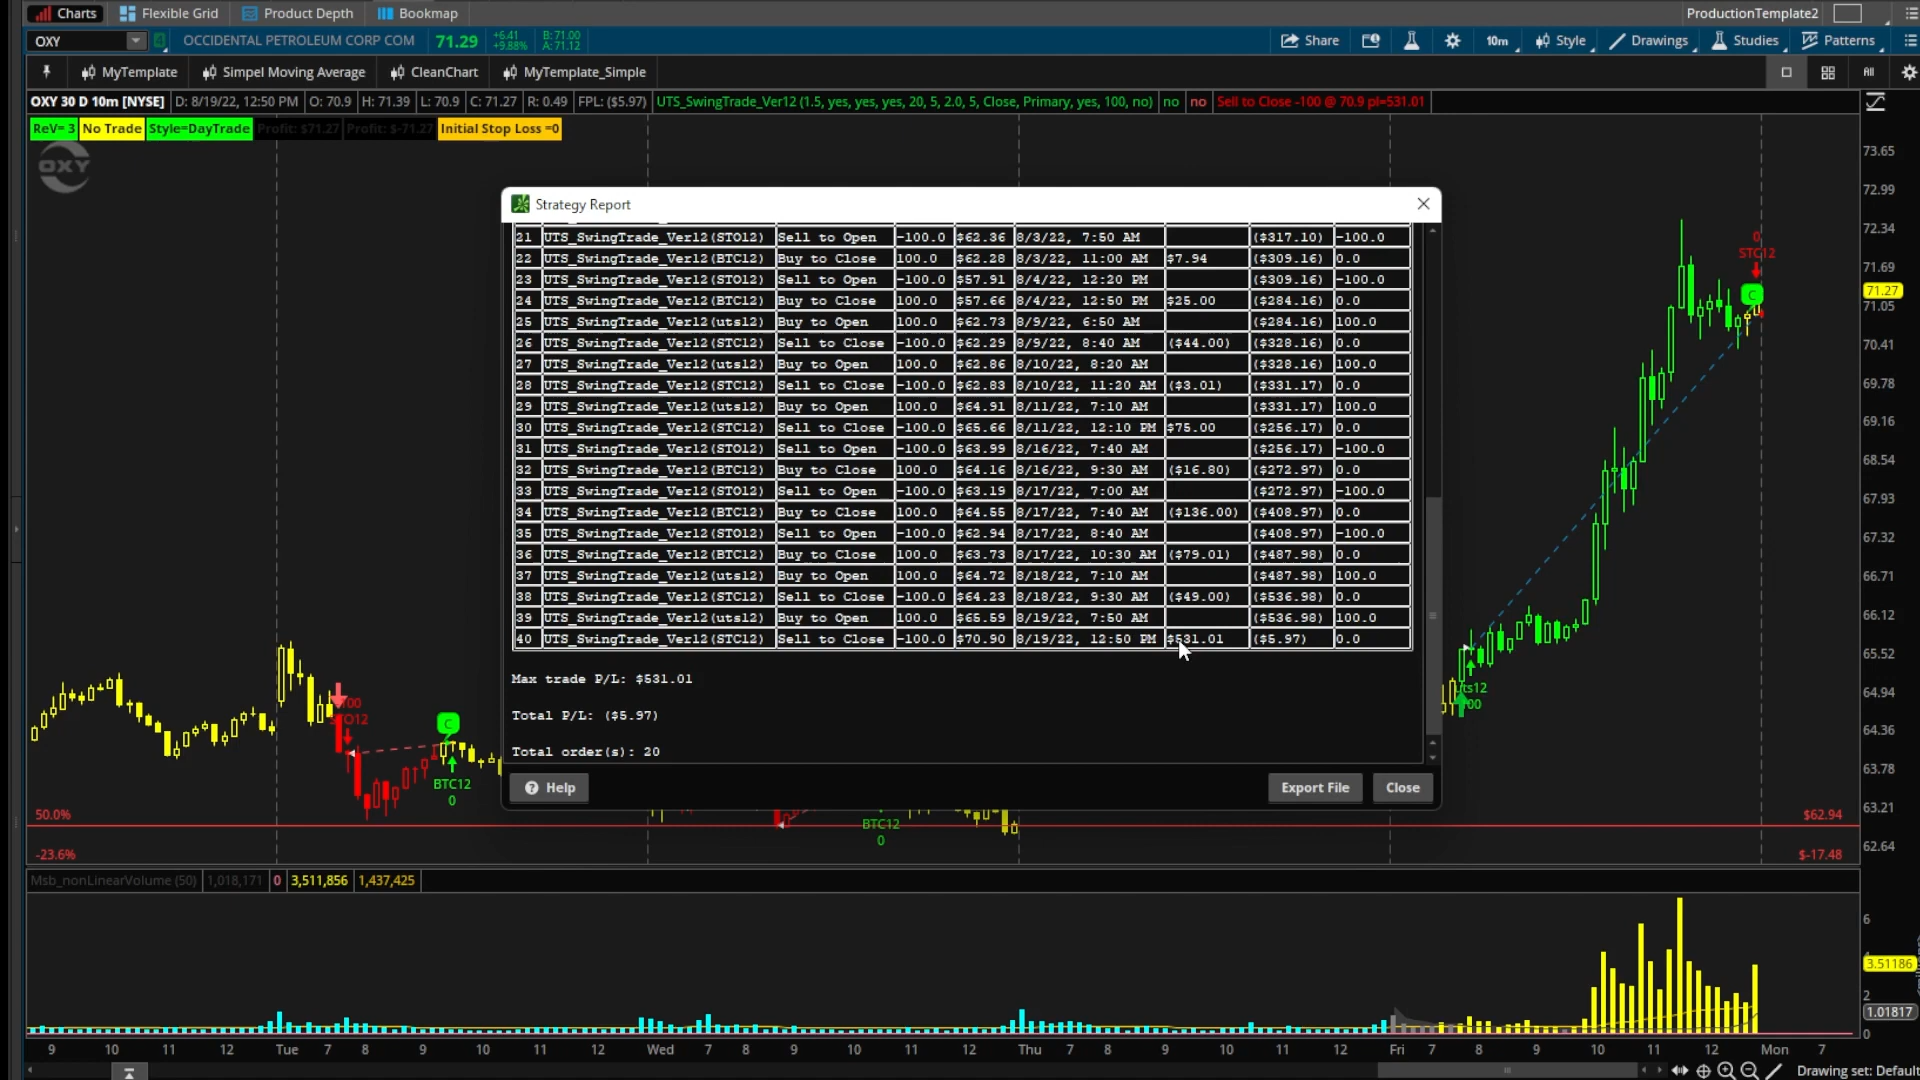 Charts Flexible Grid Product Depth Bookmap ProductionTemplate2
OXY OCCIDENTAL PETROLEUM CORP COM 71.29 +6.41 +9.88% B: 71.00 A: 71.12 Share 10m Style Drawings Studies Patterns
MyTemplate Simpel Moving Average CleanChart MyTemplate_Simple All
OXY 30 D 10m [NYSE] D: 8/19/22, 12:50 PM O: 70.9 H: 71.39 L: 70.9 C: 71.27 R: 0.49 FPL: ($5.97) UTS_SwingTrade_Ver12 (1.5, yes, yes, yes, 20, 5, 2.0, 5, Close, Primary, yes, 100, no) no no Sell to Close -100 @ 70.9 pl=531.01
ReV= 3 No Trade Style=DayTrade Profit: $71.27 Profit: $-71.27 Initial Stop Loss =0
OXY
Strategy Report
21 UTS_SwingTrade_Ver12(STO12) Sell to Open -100.0 $62.36 8/3/22, 7:50 AM ($317.10) -100.0
22 UTS_SwingTrade_Ver12(BTC12) Buy to Close 100.0 $62.28 8/3/22, 11:00 AM $7.94 ($309.16) 0.0
23 UTS_SwingTrade_Ver12(STO12) Sell to Open -100.0 $57.91 8/4/22, 12:20 PM ($309.16) -100.0
24 UTS_SwingTrade_Ver12(BTC12) Buy to Close 100.0 $57.66 8/4/22, 12:50 PM $25.00 ($284.16) 0.0
25 UTS_SwingTrade_Ver12(uts12) Buy to Open 100.0 $62.73 8/9/22, 6:50 AM ($284.16) 100.0
26 UTS_SwingTrade_Ver12(STC12) Sell to Close -100.0 $62.29 8/9/22, 8:40 AM ($44.00) ($328.16) 0.0
27 UTS_SwingTrade_Ver12(uts12) Buy to Open 100.0 $62.86 8/10/22, 8:20 AM ($328.16) 100.0
28 UTS_SwingTrade_Ver12(STC12) Sell to Close -100.0 $62.83 8/10/22, 11:20 AM ($3.01) ($331.17) 0.0
29 UTS_SwingTrade_Ver12(uts12) Buy to Open 100.0 $64.91 8/11/22, 7:10 AM ($331.17) 100.0
30 UTS_SwingTrade_Ver12(STC12) Sell to Close -100.0 $65.66 8/11/22, 12:10 PM $75.00 ($256.17) 0.0
31 UTS_SwingTrade_Ver12(STO12) Sell to Open -100.0 $63.99 8/16/22, 7:40 AM ($256.17) -100.0
32 UTS_SwingTrade_Ver12(BTC12) Buy to Close 100.0 $64.16 8/16/22, 9:30 AM ($16.80) ($272.97) 0.0
33 UTS_SwingTrade_Ver12(STO12) Sell to Open -100.0 $63.19 8/17/22, 7:00 AM ($272.97) -100.0
34 UTS_SwingTrade_Ver12(BTC12) Buy to Close 100.0 $64.55 8/17/22, 7:40 AM ($136.00) ($408.97) 0.0
35 UTS_SwingTrade_Ver12(STO12) Sell to Open -100.0 $62.94 8/17/22, 8:40 AM ($408.97) -100.0
36 UTS_SwingTrade_Ver12(BTC12) Buy to Close 100.0 $63.73 8/17/22, 10:30 AM ($79.01) ($487.98) 0.0
37 UTS_SwingTrade_Ver12(uts12) Buy to Open 100.0 $64.72 8/18/22, 7:10 AM ($487.98) 100.0
38 UTS_SwingTrade_Ver12(STC12) Sell to Close -100.0 $64.23 8/18/22, 9:30 AM ($49.00) ($536.98) 0.0
39 UTS_SwingTrade_Ver12(uts12) Buy to Open 100.0 $65.59 8/19/22, 7:50 AM ($536.98) 100.0
40 UTS_SwingTrade_Ver12(STC12) Sell to Close -100.0 $70.90 8/19/22, 12:50 PM $531.01 ($5.97) 0.0
Max trade P/L: $531.01
Total P/L: ($5.97)
Total order(s): 20
Help Export File Close
0
STC12
C
C
BTC12
0
BTC12
0
73.65
72.99
72.34
71.69
71.27
71.05
70.41
69.78
69.16
68.54
67.93
67.32
66.71
66.12
65.52
64.94
64.36
63.78
63.21
62.64
50.0% $62.94
-23.6% $-17.48
Msb_nonLinearVolume (50) 1,018,171 0 3,511,856 1,437,425
6
3.51186
2
1.01817
0
9 10 11 12 Tue 7 8 9 10 11 12 Wed 7 8 9 10 11 12 Thu 7 8 9 10 11 12 Fri 7 8 9 10 11 12 Mon 7
Drawing set: Default